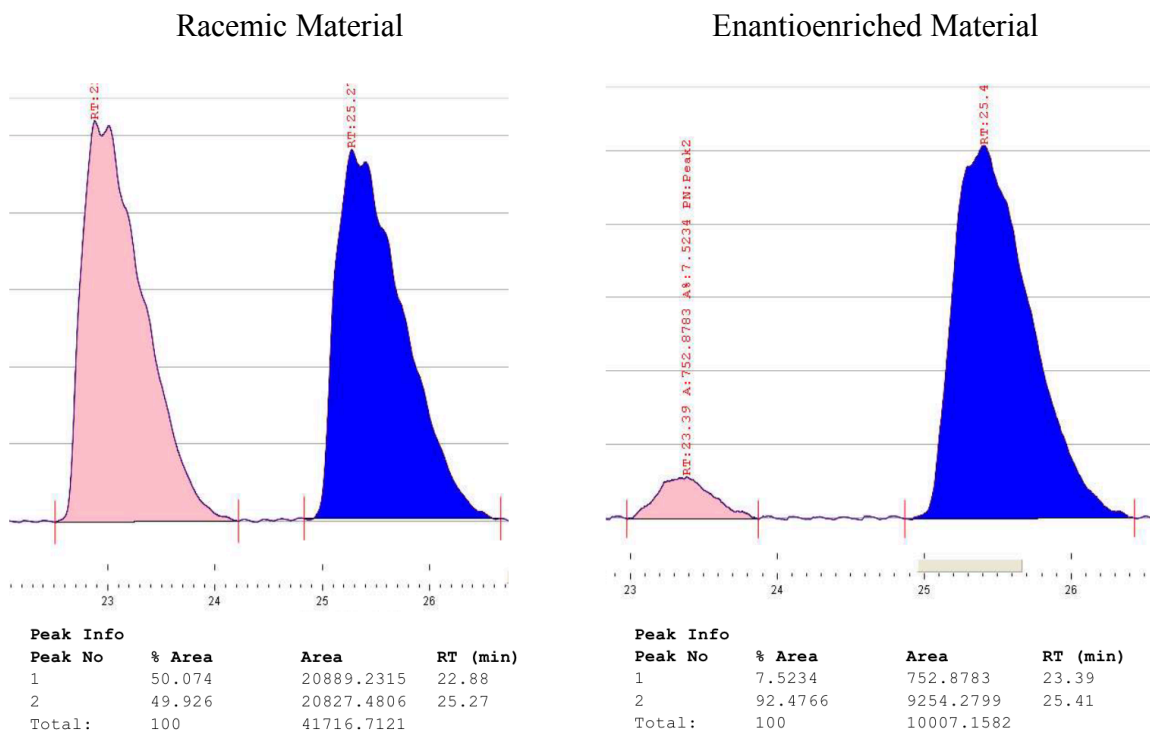 Racemic Material
Enantioenriched Material
RT:25.2
RT:23.39 A:752.8783 A%:7.5234 PN:Peak2
RT:25.4
23 24 25 26
23 24 25 26
Peak Info
Peak No % Area Area RT (min)
1 50.074 20889.2315 22.88
2 49.926 20827.4806 25.27
Total: 100 41716.7121
Peak Info
Peak No % Area Area RT (min)
1 7.5234 752.8783 23.39
2 92.4766 9254.2799 25.41
Total: 100 10007.1582